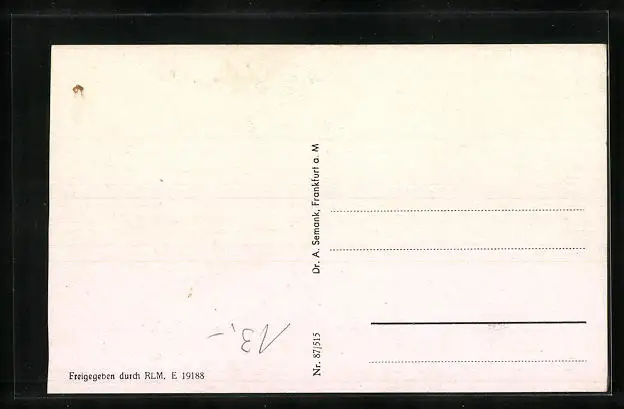 Dr. A. Semank, Frankfurt a. M
Nr. 87/515
13,-
Freigegeben durch RLM. E 19188